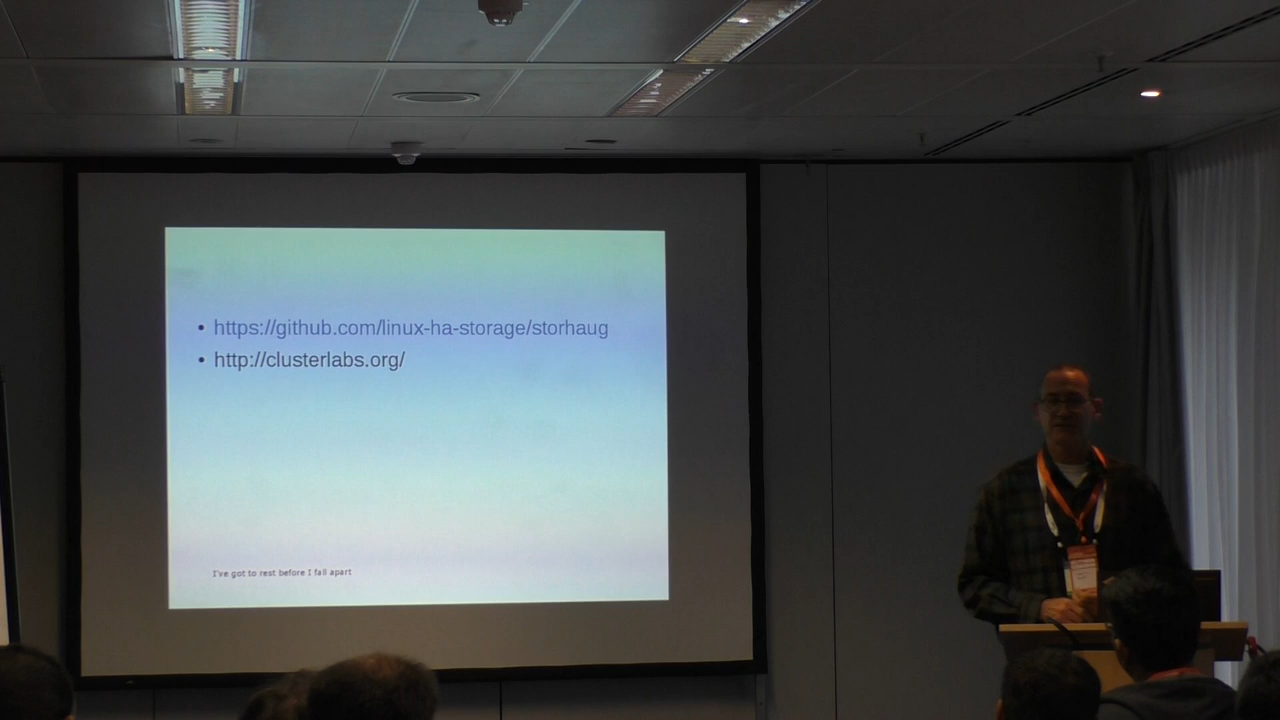 • https://github.com/linux-ha-storage/storhaug
• http://clusterlabs.org/
I've got to rest before I fall apart